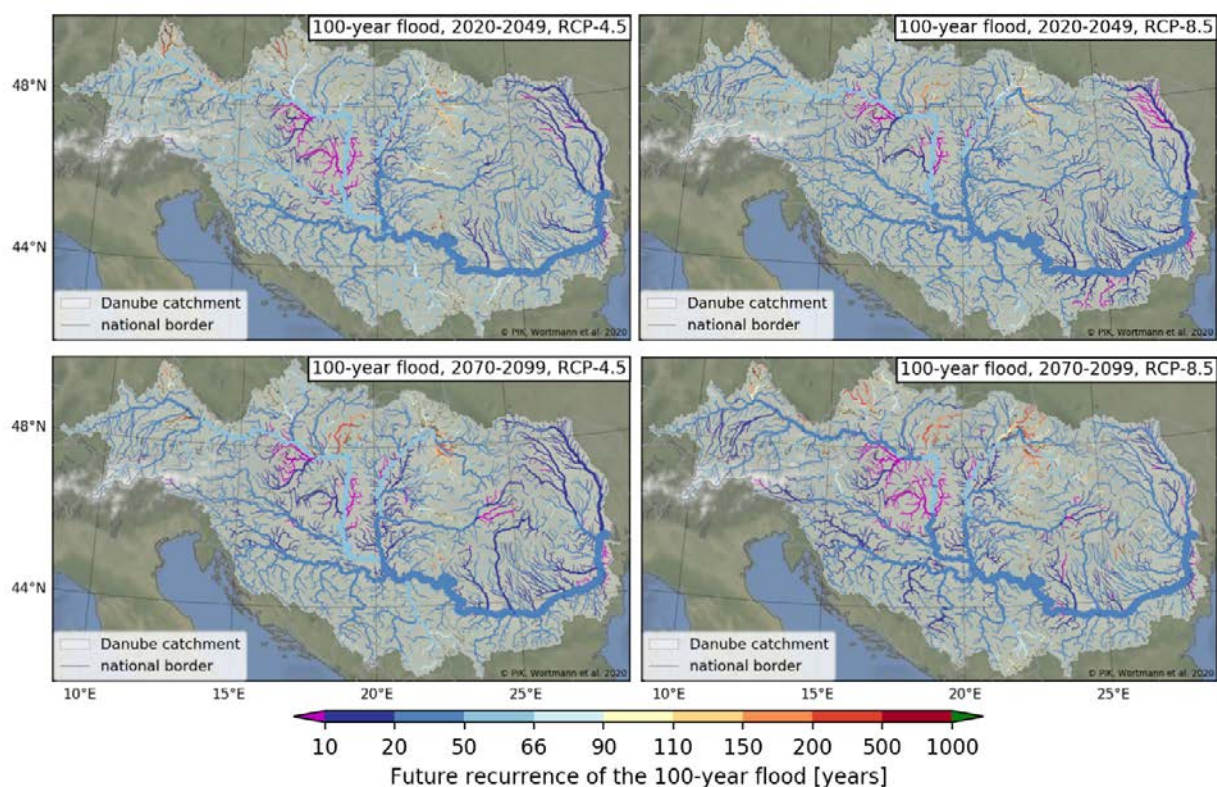 100-year flood, 2020-2049, RCP-4.5
100-year flood, 2020-2049, RCP-8.5
48°N
44°N
Danube catchment
national border
© PIK, Wortmann et al. 2020
Danube catchment
national border
© PIK, Wortmann et al. 2020
100-year flood, 2070-2099, RCP-4.5
100-year flood, 2070-2099, RCP-8.5
48°N
44°N
Danube catchment
national border
© PIK, Wortmann et al. 2020
Danube catchment
national border
© PIK, Wortmann et al. 2020
10°E 15°E 20°E 25°E 15°E 20°E 25°E
10 20 50 66 90 110 150 200 500 1000
Future recurrence of the 100-year flood [years]